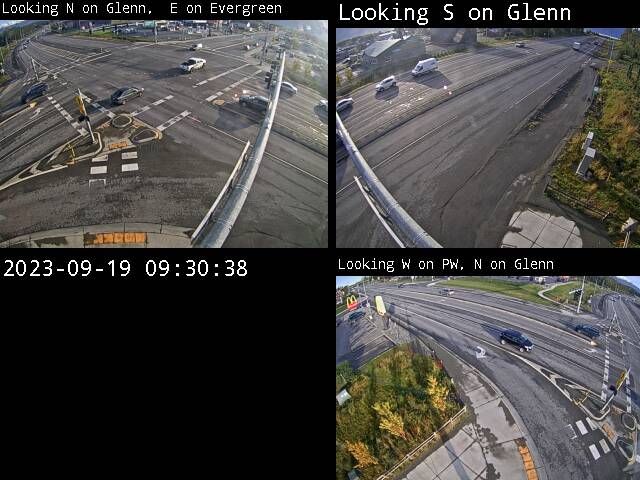 Looking N on Glenn,  E on Evergreen
Looking S on Glenn
2023-09-19 09:30:38
Looking W on PW, N on Glenn